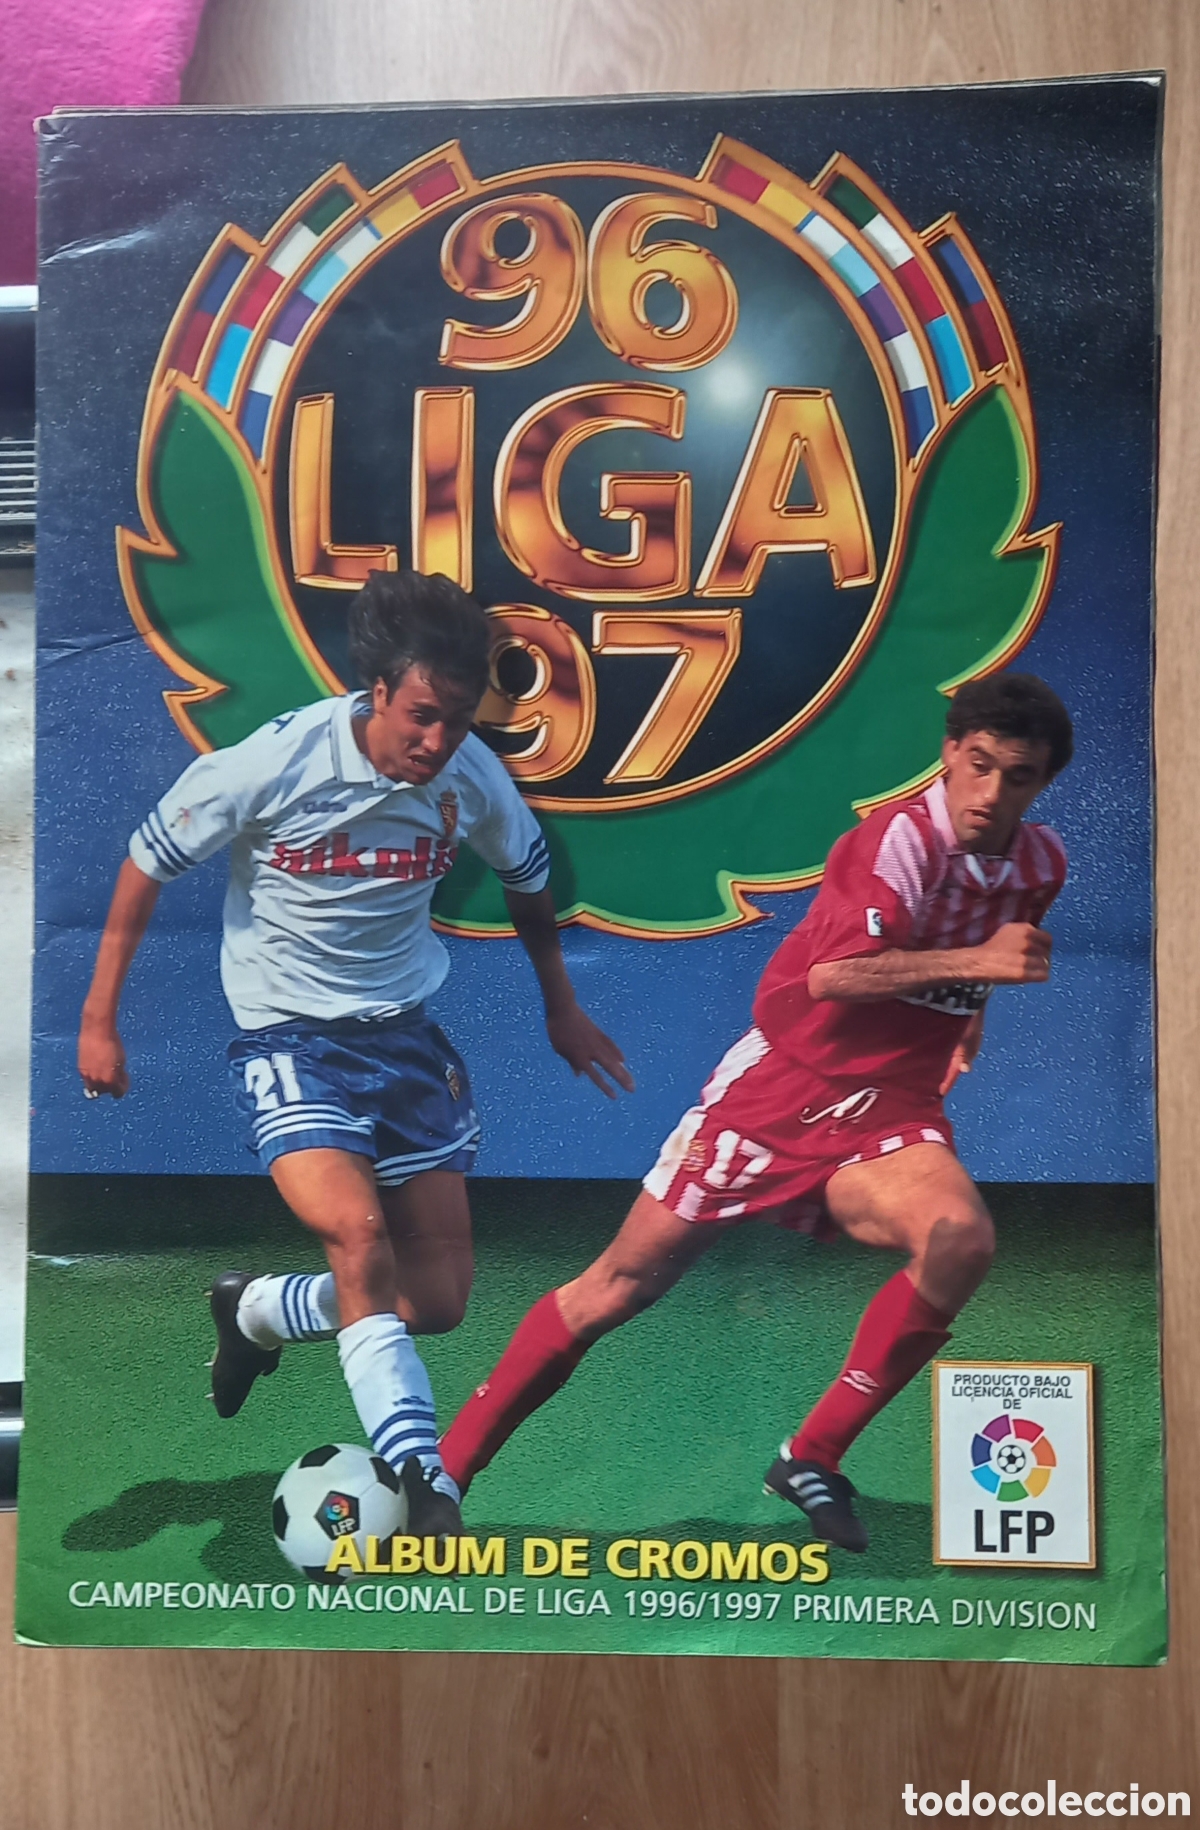 96
LIGA
97
aikolis
21
17
PRODUCTO BAJO
LICENCIA OFICIAL
DE
LFP
LFP
ALBUM DE CROMOS
CAMPEONATO NACIONAL DE LIGA 1996/1997 PRIMERA DIVISION
todocoleccion